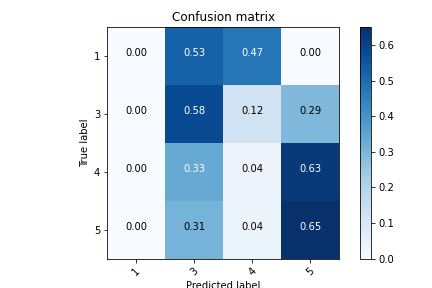 Confusion matrix
1 0.00 0.53 0.47 0.00
3 0.00 0.58 0.12 0.29
4 0.00 0.33 0.04 0.63
5 0.00 0.31 0.04 0.65
1 3 4 5
True label
Predicted label
0.6
0.5
0.4
0.3
0.2
0.1
0.0